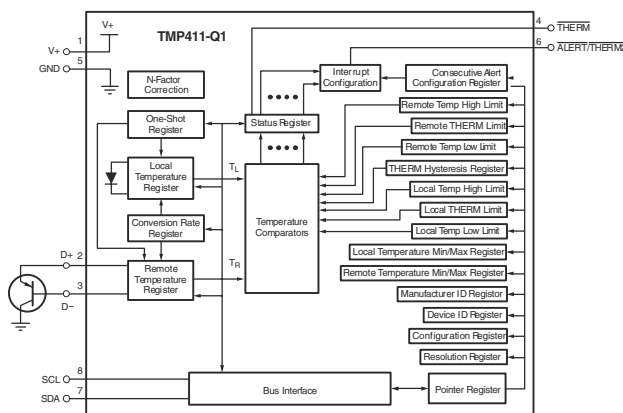 V+
TMP411-Q1
4
THERM
1
V+
6
ALERT/THERM2
5
GND
N-Factor
Correction
Interrupt
Configuration
Consecutive Alert
Configuration Register
One-Shot
Register
Status Register
Remote Temp High Limit
Remote THERM Limit
Remote Temp Low Limit
Local
Temperature
Register
TL
THERM Hysteresis Register
Local Temp High Limit
Temperature
Comparators
Conversion Rate
Register
Local THERM Limit
Local Temp Low Limit
D+
2
Remote
Temperature
Register
TR
Local Temperature Min/Max Register
Remote Temperature Min/Max Register
3
D−
Manufacturer ID Registor
Device ID Register
Configuration Register
Resolution Register
SCL
8
Bus Interface
Pointer Register
SDA
7